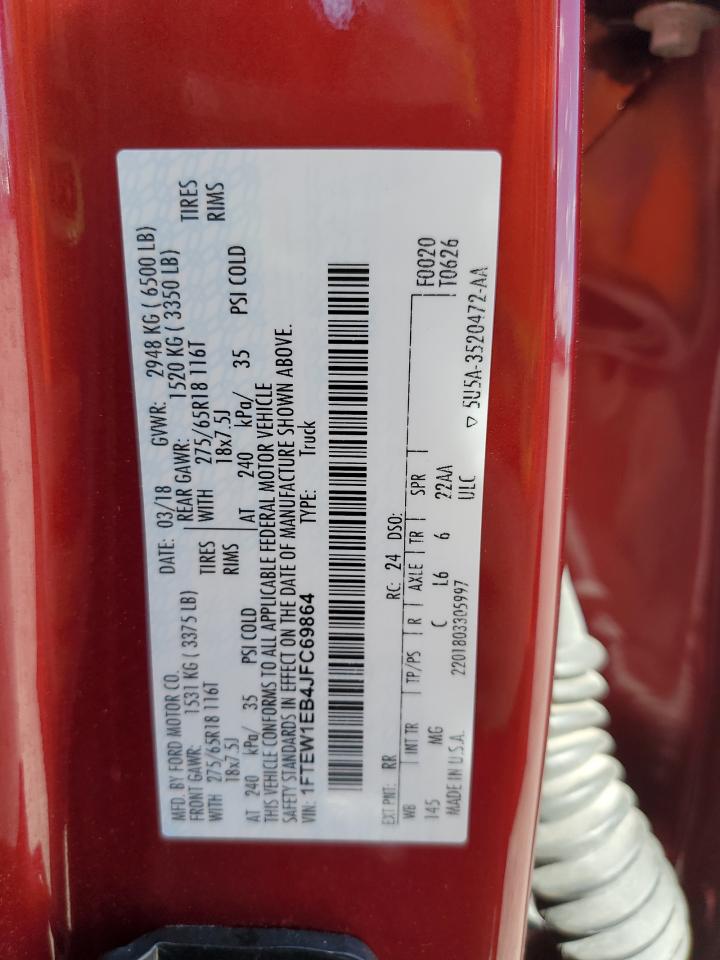 MFD. BY FORD MOTOR CO. DATE: 03/18 GVWR: 2948 KG ( 6500 LB)
FRONT GAWR: 1531 KG ( 3375 LB) REAR GAWR: 1520 KG ( 3350 LB)
WITH 275/65R18 116T TIRES WITH 275/65R18 116T TIRES
18x7.5J RIMS 18x7.5J RIMS
AT 240 kPa/ 35 PSI COLD AT 240 kPa/ 35 PSI COLD
THIS VEHICLE CONFORMS TO ALL APPLICABLE FEDERAL MOTOR VEHICLE
SAFETY STANDARDS IN EFFECT ON THE DATE OF MANUFACTURE SHOWN ABOVE.
VIN: 1FTEW1EB4JFC69864 TYPE: Truck
EXT PNT: RR RC: 24 DSO:
WB INT TR TP/PS R AXLE TR SPR F0020
145 MG C L6 6 22AA T0626
MADE IN U.S.A. 2201803305997 ULC
▽ 5U5A-3520472-AA